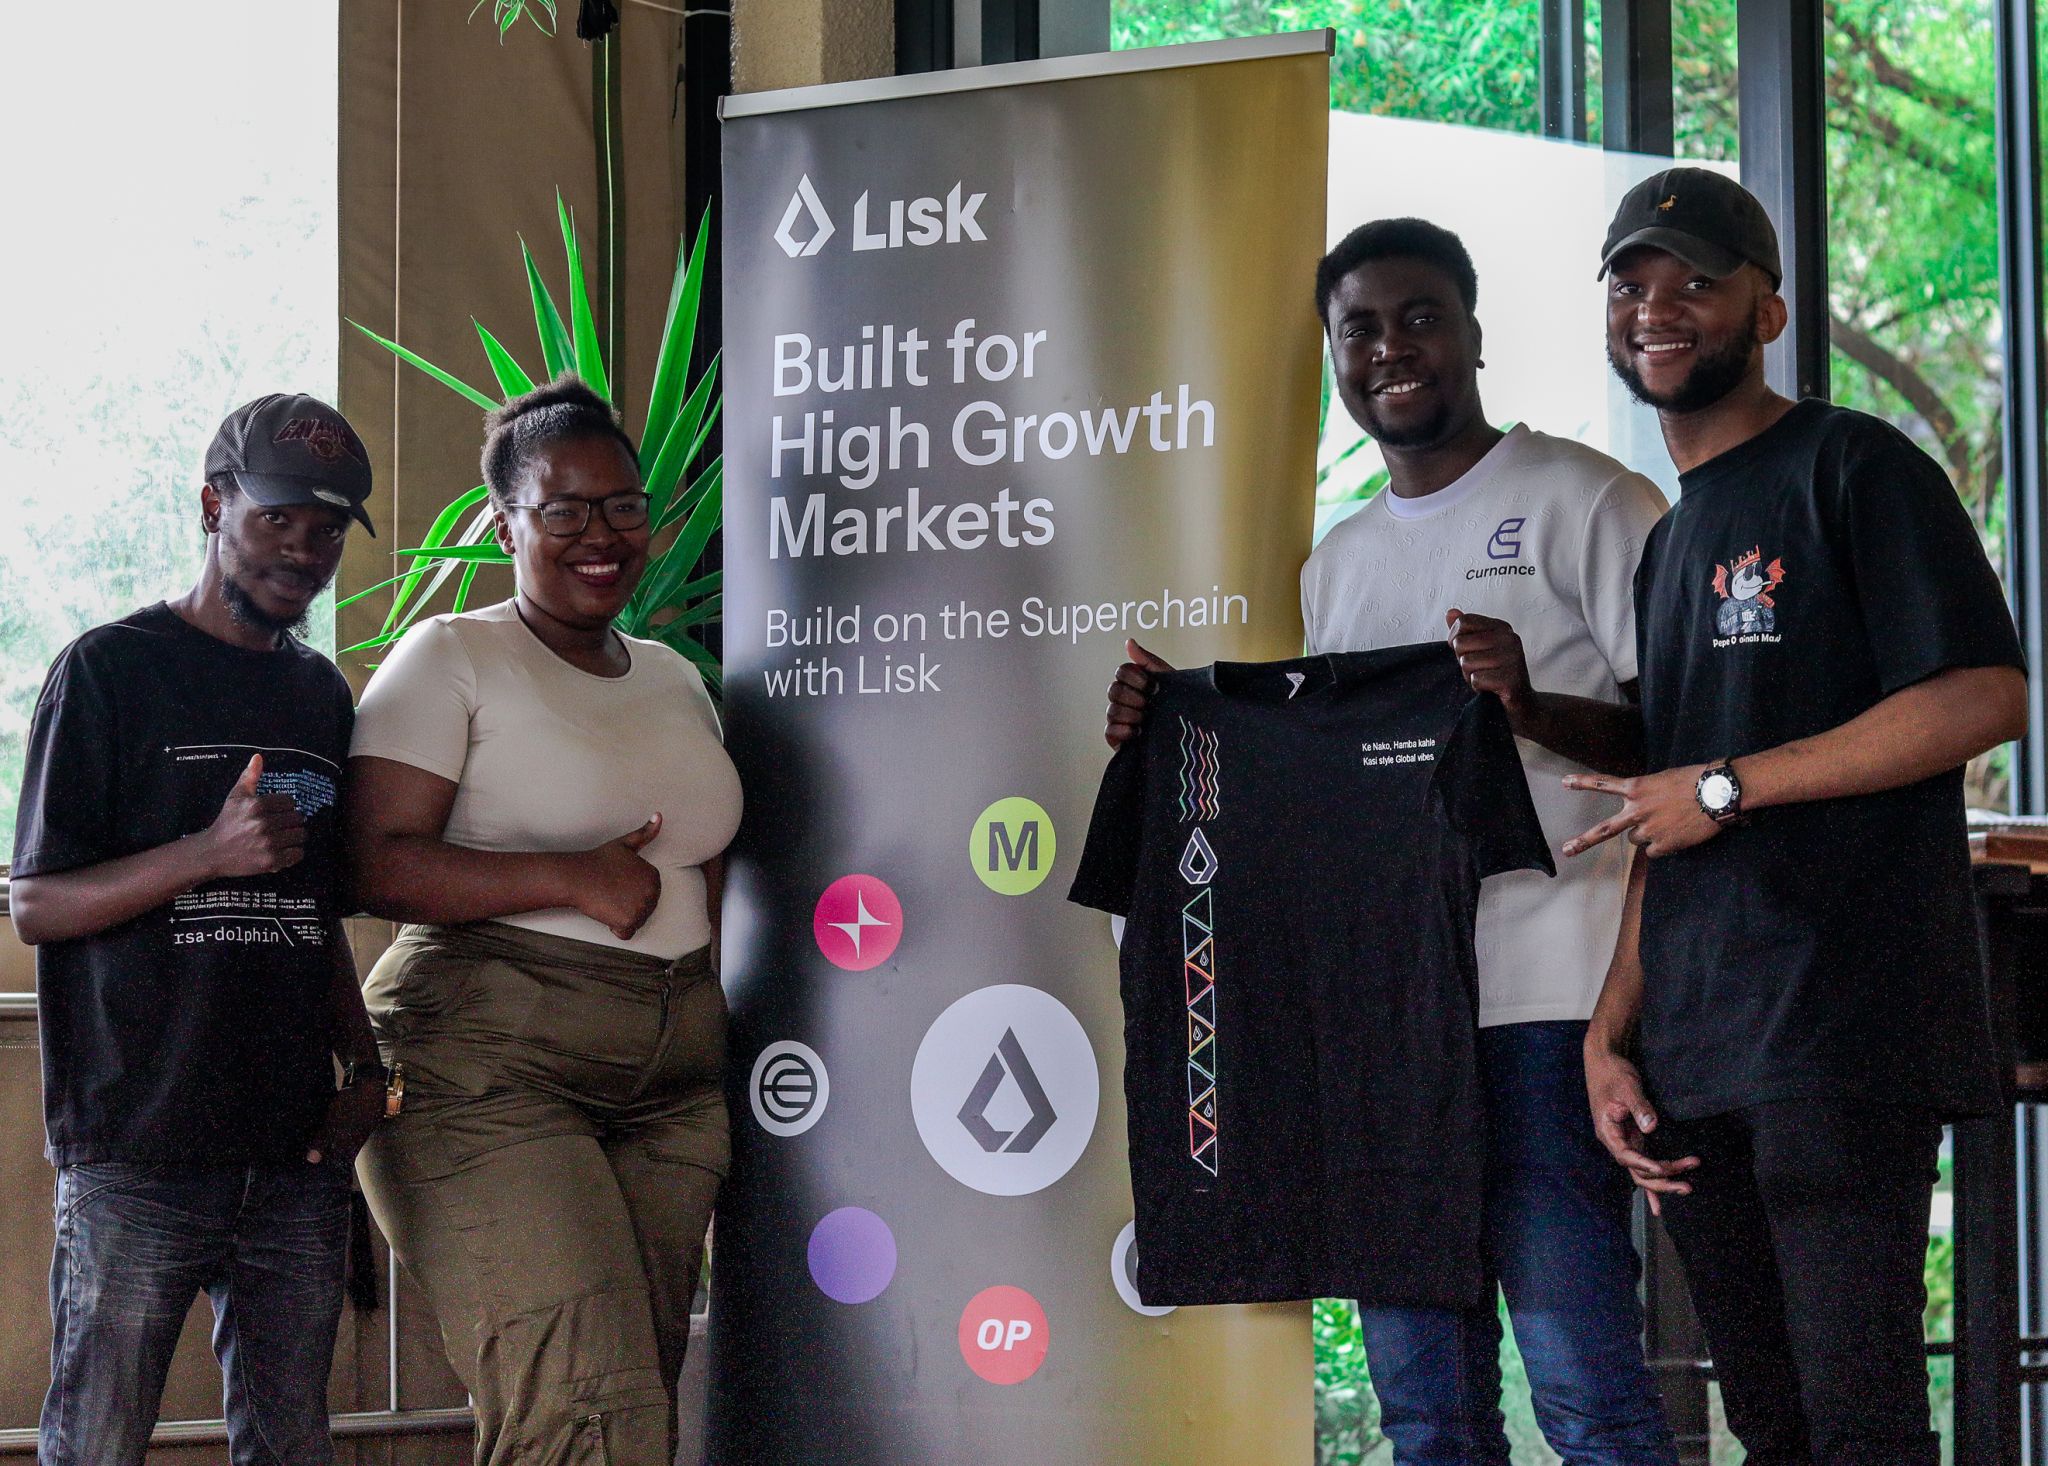 Lisk
Built for
High Growth
Markets
Build on the Superchain
with Lisk
M
OP
Curnance
Ke Nako, Hamba kahle
Kasi style Global vibes
rsa-dolphin